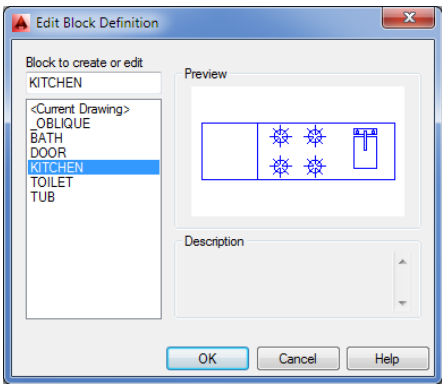 Edit Block Definition
Block to create or edit
KITCHEN
<Current Drawing>
_OBLIQUE
BATH
DOOR
KITCHEN
TOILET
TUB
Preview
Description
OK
Cancel
Help